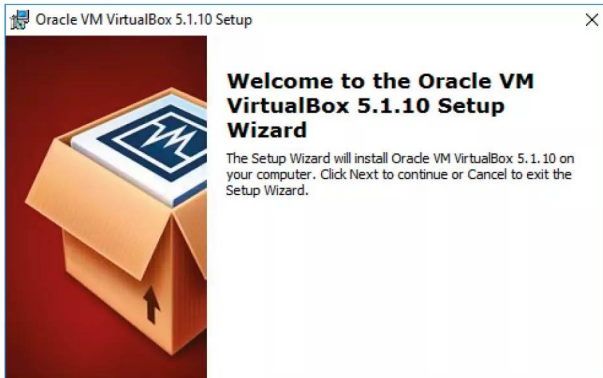 Oracle VM VirtualBox 5.1.10 Setup
Welcome to the Oracle VM
VirtualBox 5.1.10 Setup
Wizard
The Setup Wizard will install Oracle VM VirtualBox 5.1.10 on
your computer. Click Next to continue or Cancel to exit the
Setup Wizard.